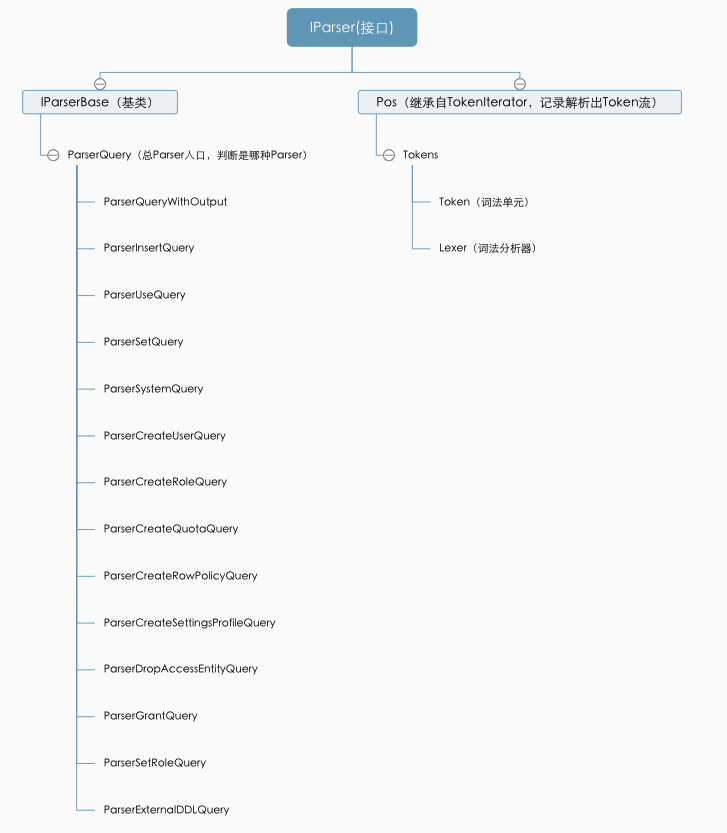 IParser(接口)
IParserBase（基类）
Pos（继承自TokenIterator，记录解析出Token流）
ParserQuery（总Parser入口，判断是哪种Parser）
Tokens
ParserQueryWithOutput
Token（词法单元）
ParserInsertQuery
Lexer（词法分析器）
ParserUseQuery
ParserSetQuery
ParserSystemQuery
ParserCreateUserQuery
ParserCreateRoleQuery
ParserCreateQuotaQuery
ParserCreateRowPolicyQuery
ParserCreateSettingsProfileQuery
ParserDropAccessEntityQuery
ParserGrantQuery
ParserSetRoleQuery
ParserExternalDDLQuery